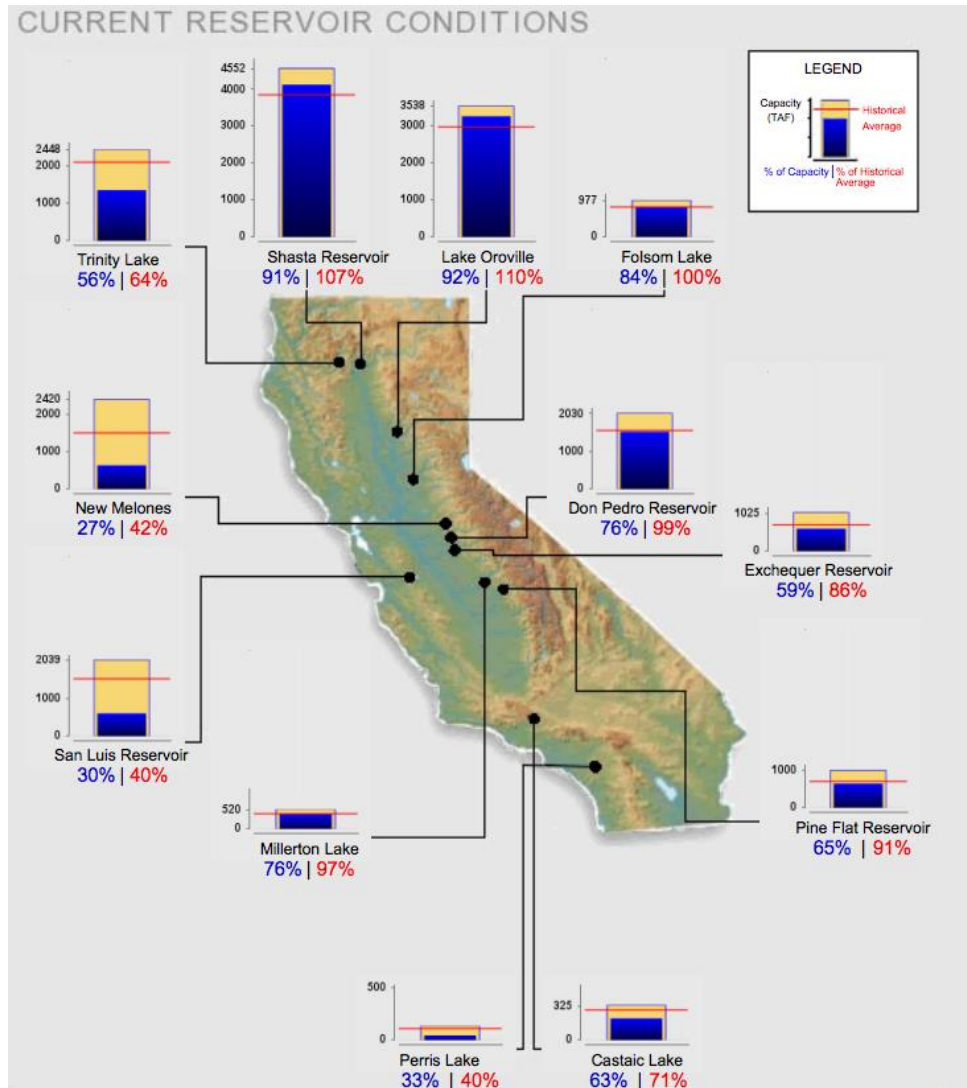 CURRENT RESERVOIR CONDITIONS
2448
2000
1000
0
Trinity Lake
56% | 64%
4552
4000
3000
2000
1000
0
Shasta Reservoir
91% | 107%
3538
3000
2000
1000
0
Lake Oroville
92% | 110%
977
0
Folsom Lake
84% | 100%
LEGEND
Capacity
(TAF)
Historical
Average
% of Capacity | % of Historical
Average
2420
2000
1000
0
New Melones
27% | 42%
2030
1000
0
Don Pedro Reservoir
76% | 99%
1025
0
Exchequer Reservoir
59% | 86%
2039
1000
0
San Luis Reservoir
30% | 40%
520
0
Millerton Lake
76% | 97%
1000
0
Pine Flat Reservoir
65% | 91%
500
0
Perris Lake
33% | 40%
325
0
Castaic Lake
63% | 71%